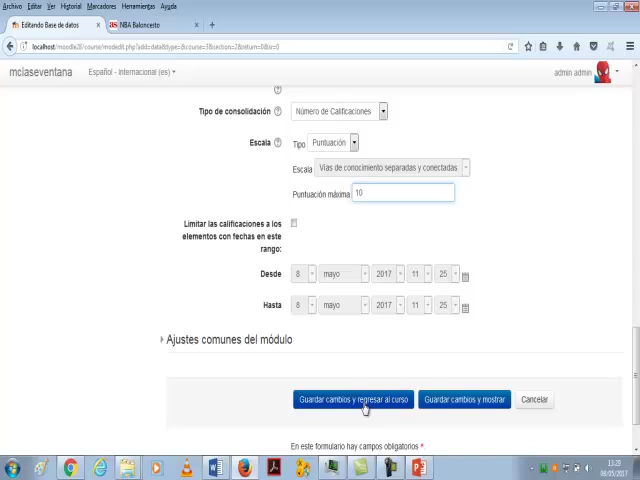 Archivo Editar Ver Historial Marcadores Herramientas Ayuda
Editando Base de datos × as NBA Baloncesto ×
localhost/moodle28/course/modedit.php?add=data&type=&course=3&section=2&return=0&sr=0
mclaseventana Español - Internacional (es) admin admin
Tipo de consolidación Número de Calificaciones
Escala Tipo Puntuación
Escala Vías de conocimiento separadas y conectadas
Puntuación máxima 10
Limitar las calificaciones a los
elementos con fechas en este
rango:
Desde 8 mayo 2017 11 25
Hasta 8 mayo 2017 11 25
Ajustes comunes del módulo
Guardar cambios y regresar al curso Guardar cambios y mostrar Cancelar
En este formulario hay campos obligatorios *
13:20
08/05/2017